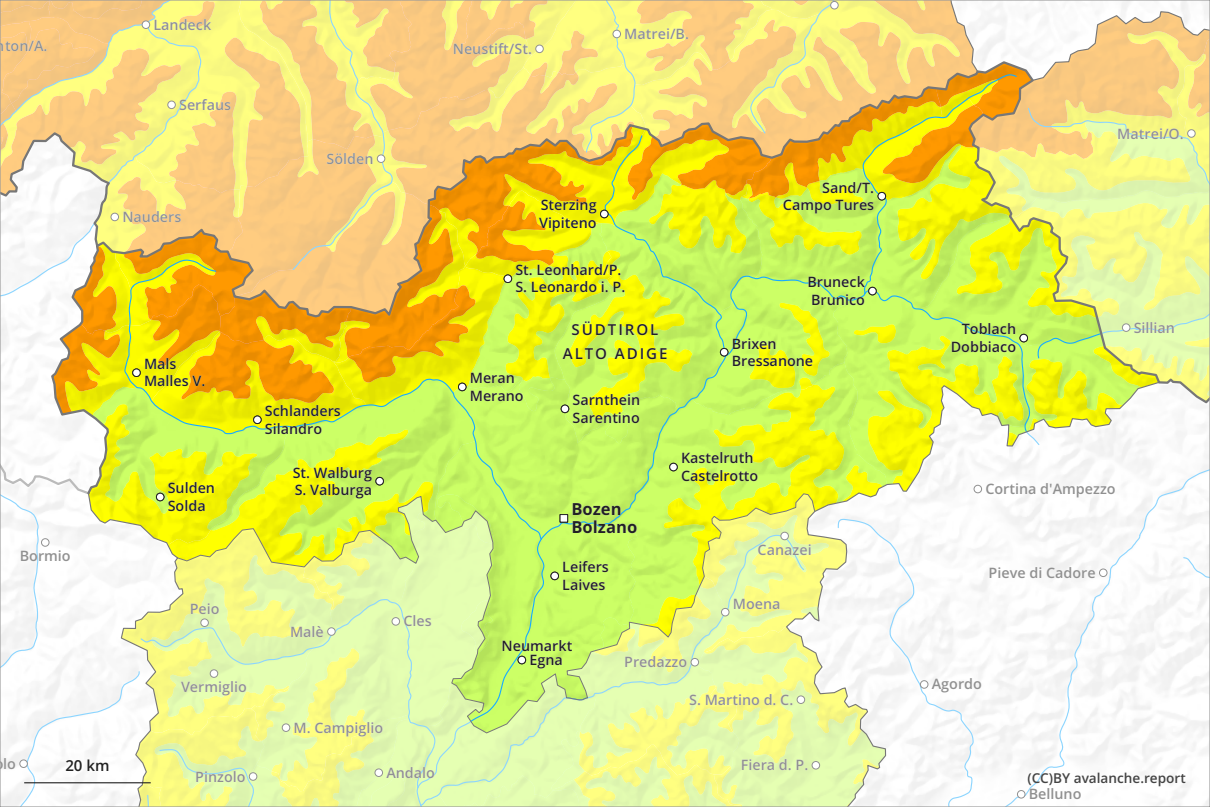 Landeck
ton/A.
Neustift/St.
Matrei/B.
Serfaus
Matrei/O.
Sölden
Nauders
Sterzing
Vipiteno
Sand/T.
Campo Tures
St. Leonhard/P.
S. Leonardo i. P.
Bruneck
Brunico
SÜDTIROL
ALTO ADIGE
Toblach
Dobbiaco
Sillian
Brixen
Bressanone
Mals
Malles V.
Meran
Merano
Schlanders
Silandro
Sarnthein
Sarentino
Kastelruth
Castelrotto
St. Walburg
S. Valburga
Sulden
Solda
Cortina d'Ampezzo
Bozen
Bolzano
Bormio
Canazei
Leifers
Laives
Pieve di Cadore
Peio
Moena
Cles
Malè
Neumarkt
Egna
Predazzo
Vermiglio
Agordo
S. Martino d. C.
M. Campiglio
20 km
Pinzolo
Andalo
Fiera d. P.
(CC)BY avalanche.report
Belluno